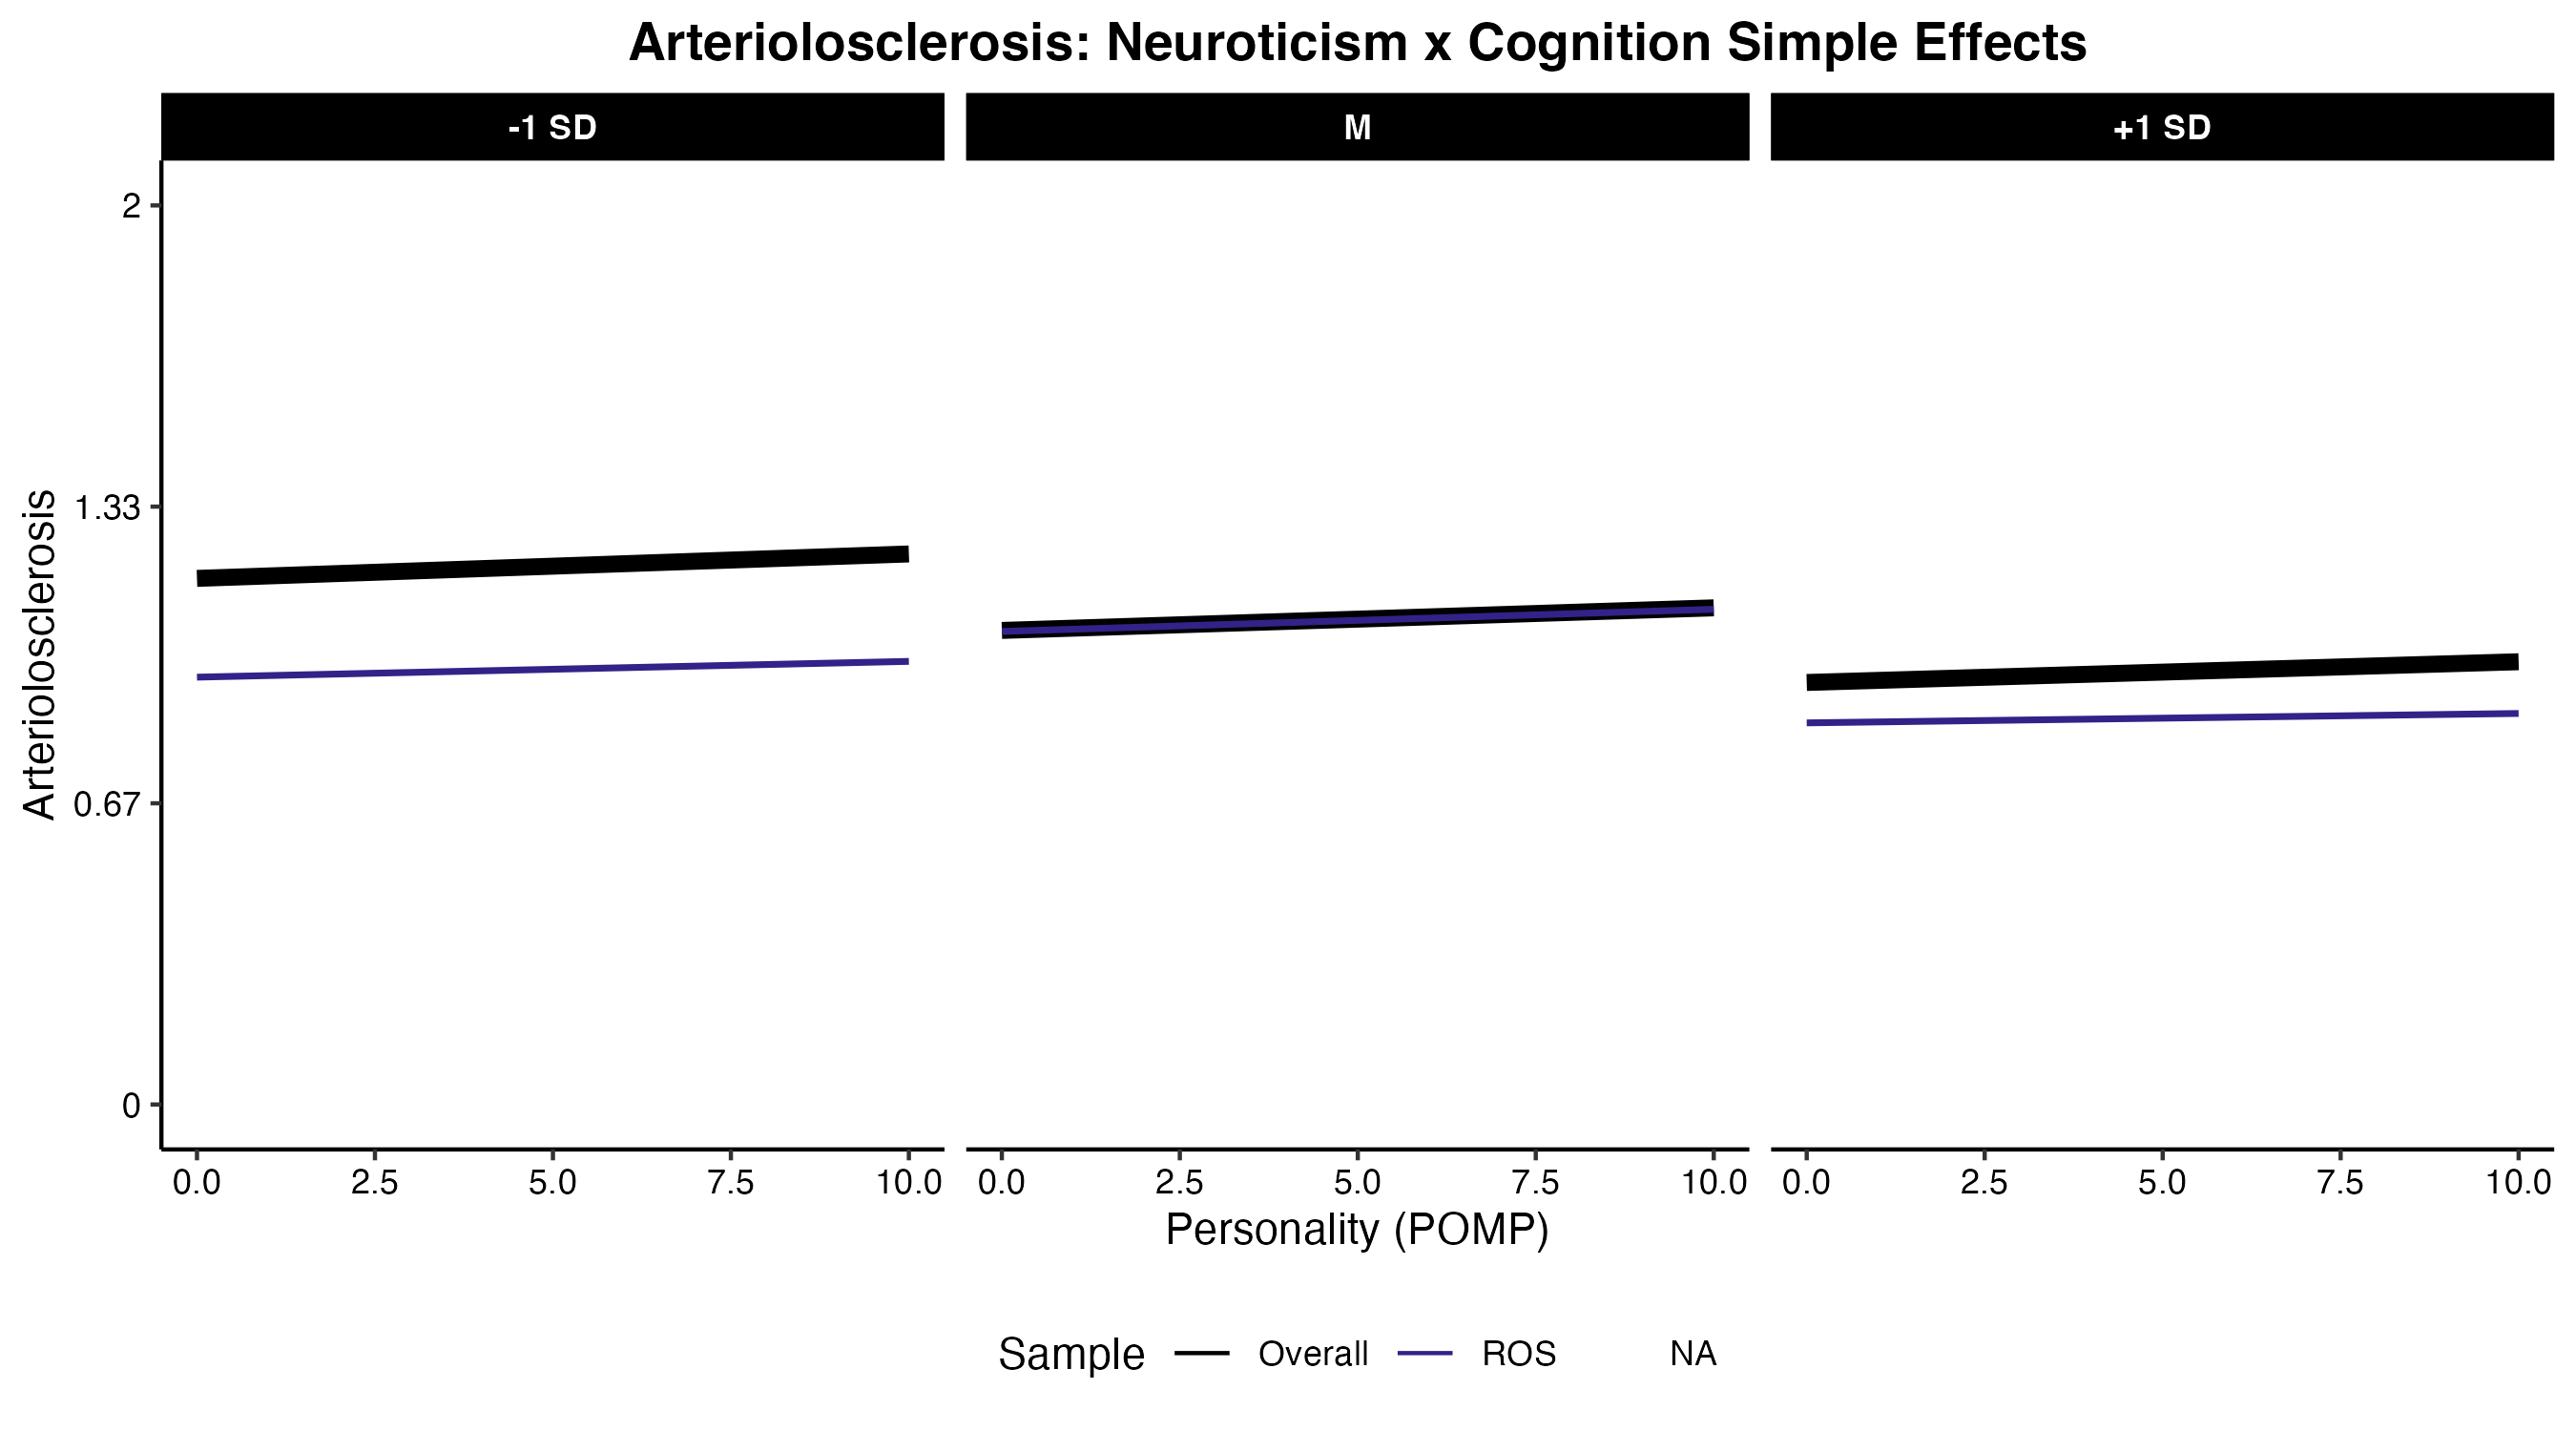 Arteriolosclerosis: Neuroticism x Cognition Simple Effects
-1 SD
M
+1 SD
Arteriolosclerosis
2
1.33
0.67
0
0.0 2.5 5.0 7.5 10.0
0.0 2.5 5.0 7.5 10.0
0.0 2.5 5.0 7.5 10.0
Personality (POMP)
Sample Overall ROS NA